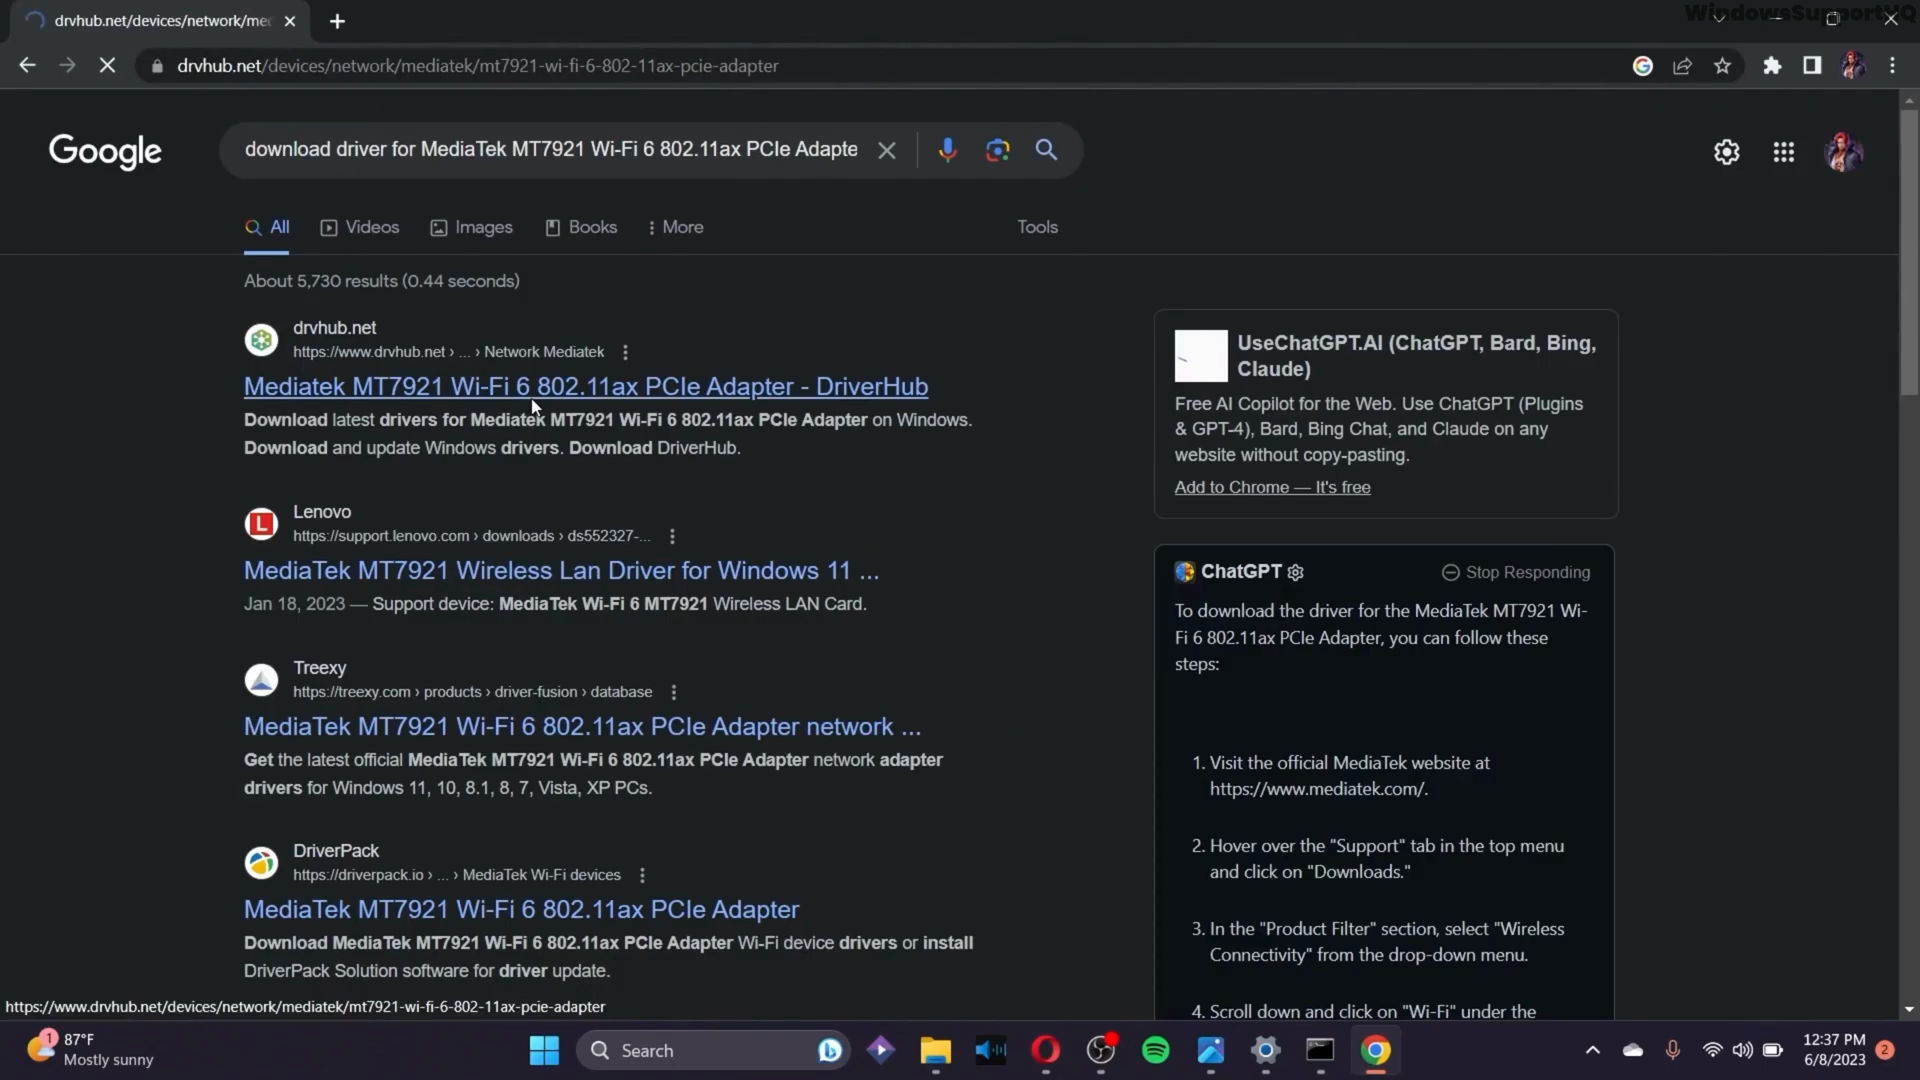 drvhub.net/devices/network/me
WindowsSupportHQ
drvhub.net/devices/network/mediatek/mt7921-wi-fi-6-802-11ax-pcie-adapter
Google
download driver for MediaTek MT7921 Wi-Fi 6 802.11ax PCIe Adapte
All
Videos
Images
Books
More
Tools
About 5,730 results (0.44 seconds)
drvhub.net
https://www.drvhub.net › ... › Network Mediatek
Mediatek MT7921 Wi-Fi 6 802.11ax PCIe Adapter - DriverHub
Download latest drivers for Mediatek MT7921 Wi-Fi 6 802.11ax PCIe Adapter on Windows.
Download and update Windows drivers. Download DriverHub.
Lenovo
https://support.lenovo.com › downloads › ds552327-...
MediaTek MT7921 Wireless Lan Driver for Windows 11 ...
Jan 18, 2023 — Support device: MediaTek Wi-Fi 6 MT7921 Wireless LAN Card.
Treexy
https://treexy.com › products › driver-fusion › database
MediaTek MT7921 Wi-Fi 6 802.11ax PCIe Adapter network ...
Get the latest official MediaTek MT7921 Wi-Fi 6 802.11ax PCIe Adapter network adapter
drivers for Windows 11, 10, 8.1, 8, 7, Vista, XP PCs.
DriverPack
https://driverpack.io › ... › MediaTek Wi-Fi devices
MediaTek MT7921 Wi-Fi 6 802.11ax PCIe Adapter
Download MediaTek MT7921 Wi-Fi 6 802.11ax PCIe Adapter Wi-Fi device drivers or install
DriverPack Solution software for driver update.
UseChatGPT.AI (ChatGPT, Bard, Bing,
Claude)
Free AI Copilot for the Web. Use ChatGPT (Plugins
& GPT-4), Bard, Bing Chat, and Claude on any
website without copy-pasting.
Add to Chrome — It's free
ChatGPT
Stop Responding
To download the driver for the MediaTek MT7921 Wi-
Fi 6 802.11ax PCIe Adapter, you can follow these
steps:
1. Visit the official MediaTek website at
https://www.mediatek.com/.
2. Hover over the "Support" tab in the top menu
and click on "Downloads."
3. In the "Product Filter" section, select "Wireless
Connectivity" from the drop-down menu.
4. Scroll down and click on "Wi-Fi" under the
https://www.drvhub.net/devices/network/mediatek/mt7921-wi-fi-6-802-11ax-pcie-adapter
1
87°F
Mostly sunny
Search
12:37 PM
6/8/2023
2